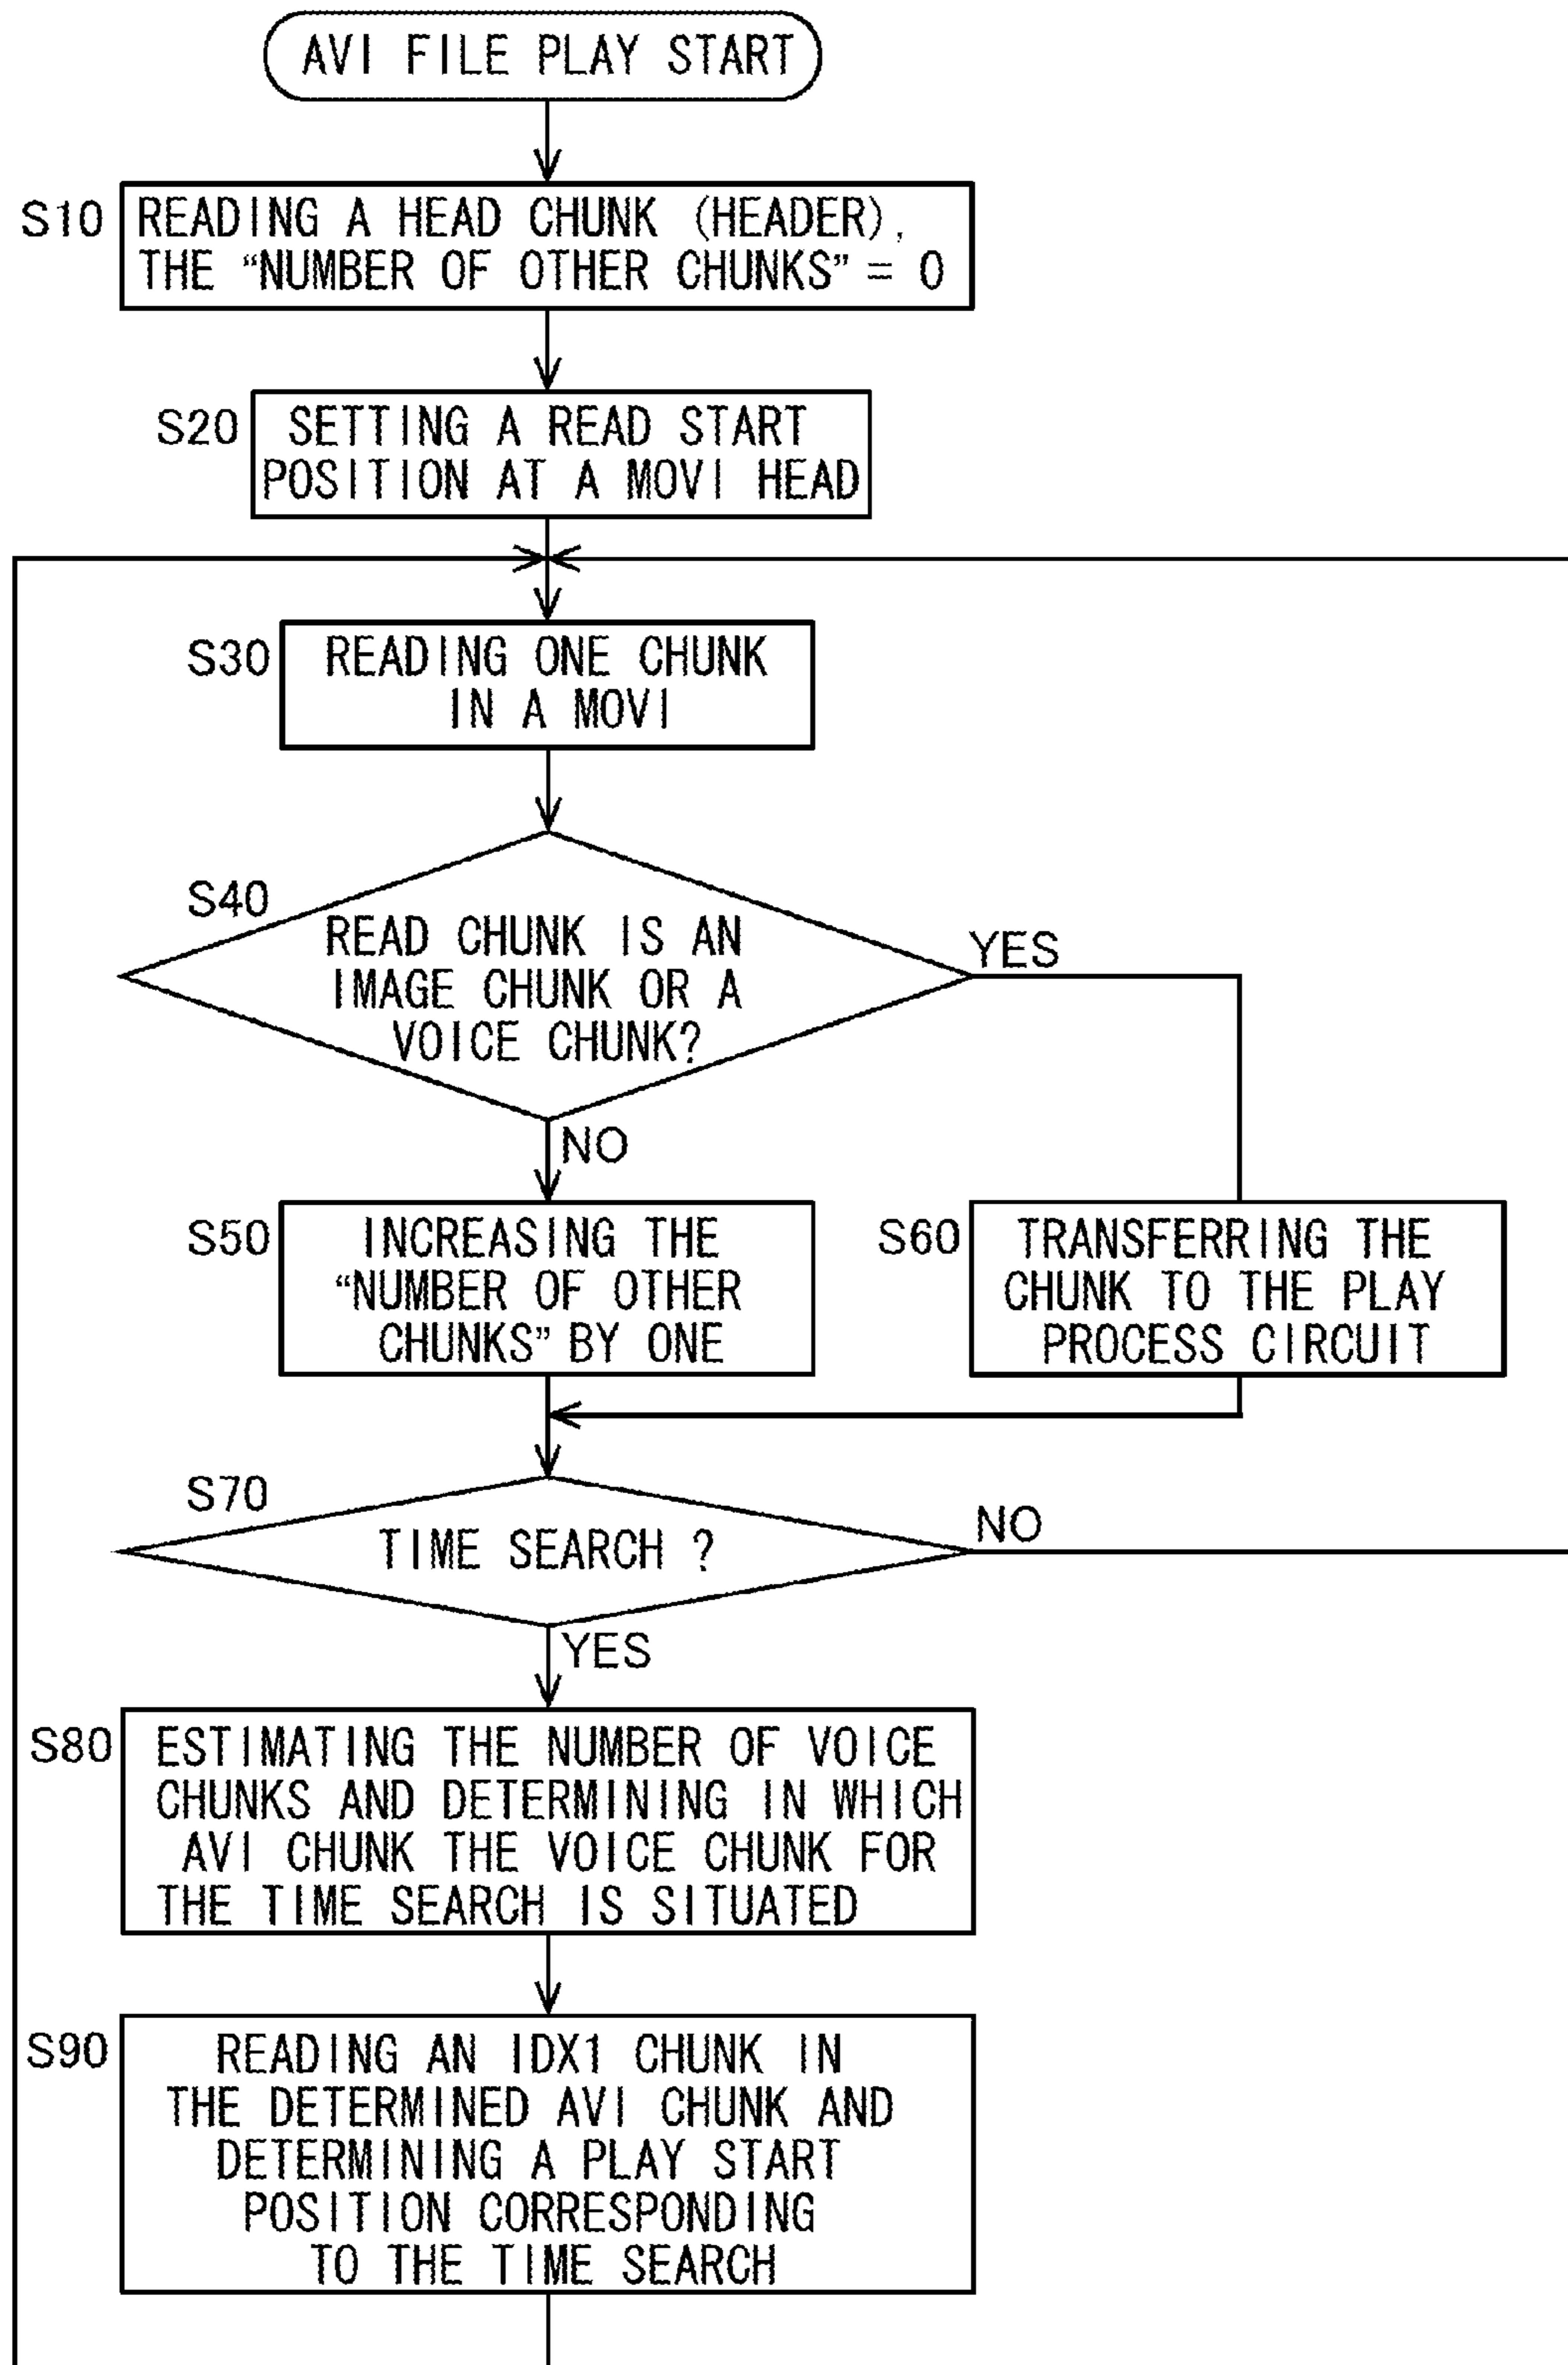 AVI FILE PLAY START
S10
READING A HEAD CHUNK (HEADER),
THE “NUMBER OF OTHER CHUNKS” = 0
S20
SETTING A READ START
POSITION AT A MOVI HEAD
S30
READING ONE CHUNK
IN A MOVI
S40
READ CHUNK IS AN
IMAGE CHUNK OR A
VOICE CHUNK?
YES
NO
S50
INCREASING THE
“NUMBER OF OTHER
CHUNKS” BY ONE
S60
TRANSFERRING THE
CHUNK TO THE PLAY
PROCESS CIRCUIT
S70
TIME SEARCH ?
NO
YES
S80
ESTIMATING THE NUMBER OF VOICE
CHUNKS AND DETERMINING IN WHICH
AVI CHUNK THE VOICE CHUNK FOR
THE TIME SEARCH IS SITUATED
S90
READING AN IDX1 CHUNK IN
THE DETERMINED AVI CHUNK AND
DETERMINING A PLAY START
POSITION CORRESPONDING
TO THE TIME SEARCH